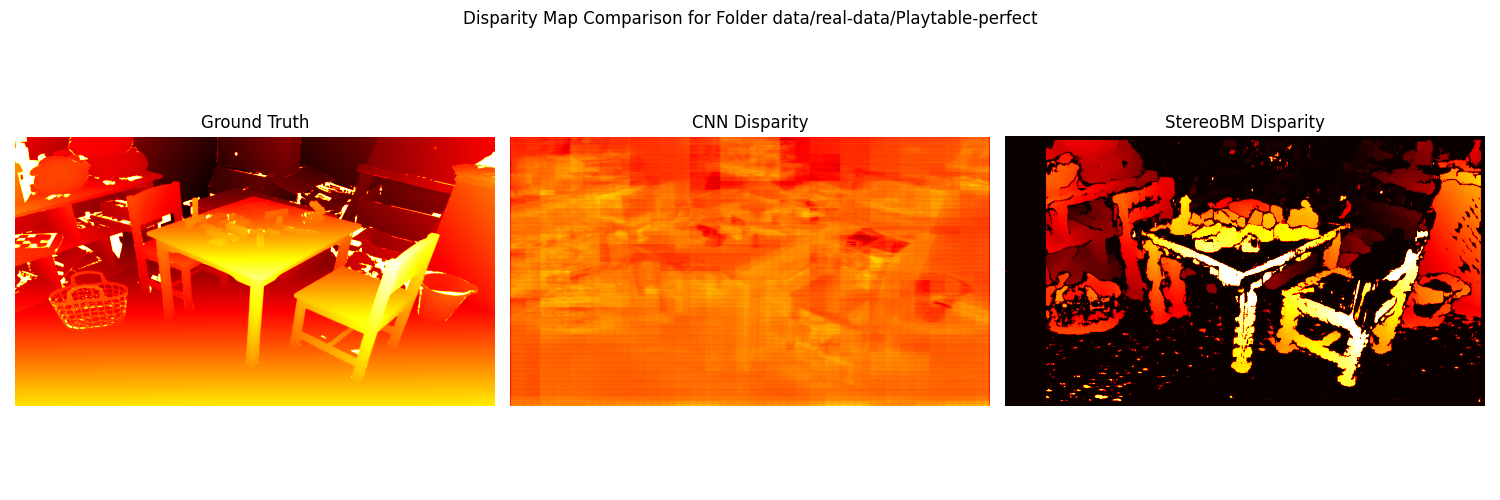 Disparity Map Comparison for Folder data/real-data/Playtable-perfect
Ground Truth
CNN Disparity
StereoBM Disparity